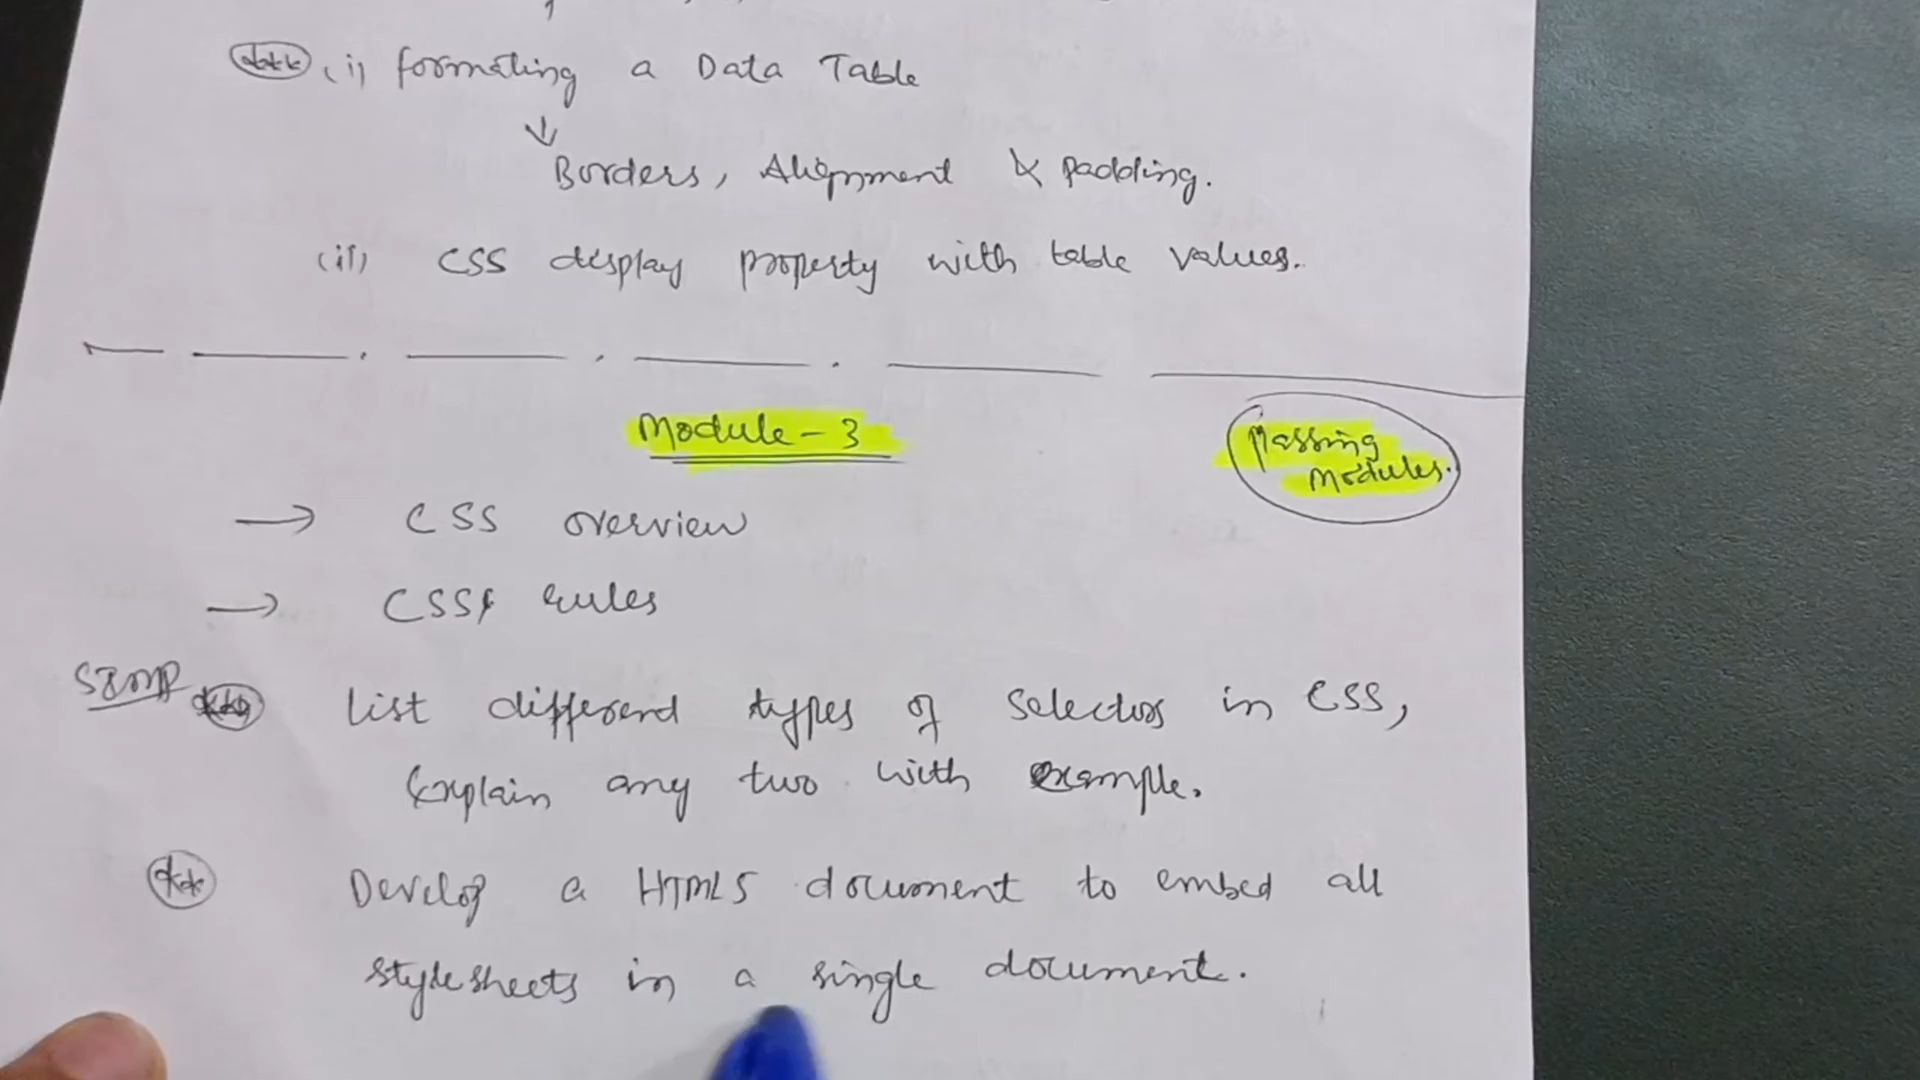 (i) formating a Data Table
Borders, Alignment & padding.
(ii) CSS display property with table values.
Module-3
Passing
Modules.
→ CSS overview
→ CSS rules
SIMP *** List different types of Selectors in CSS,
Explain any two with example.
** Develop a HTML5 document to embed all
stylesheets in a single document.